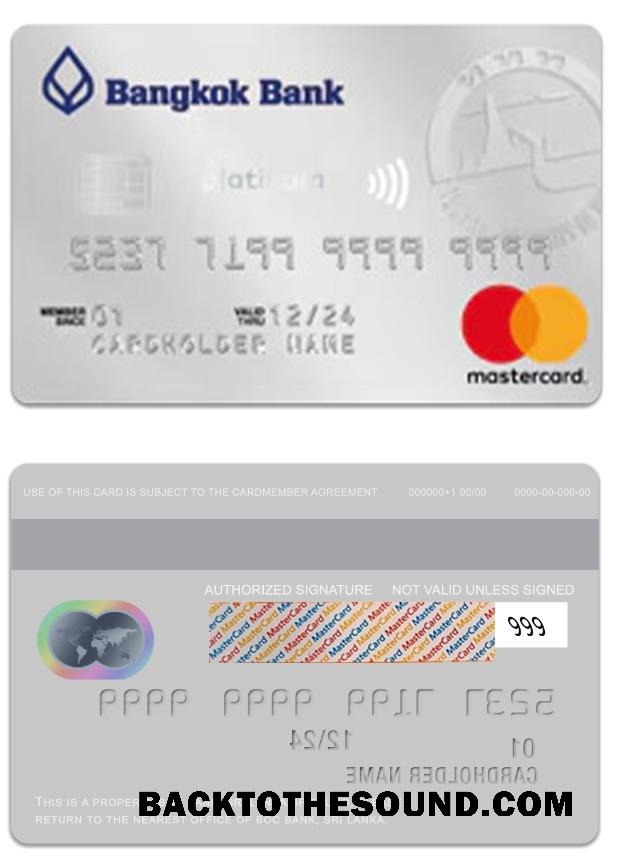 Bangkok Bank
platinum
5237 7199 9999 9999
MEMBER SINCE 01 VALID THRU 12/24
CARDHOLDER NAME
mastercard.
USE OF THIS CARD IS SUBJECT TO THE CARDMEMBER AGREEMENT 000000+1 00/00 0000-00-000-00
AUTHORIZED SIGNATURE NOT VALID UNLESS SIGNED
MasterCard MasterCard MasterCard
999
5237 7199 9999 9999
12/24
01
CARDHOLDER NAME
THIS IS A
BACKTOTHESOUND.COM
RETURN TO THE NEAREST OFFICE OF BOC BANK, SRI LANKA.